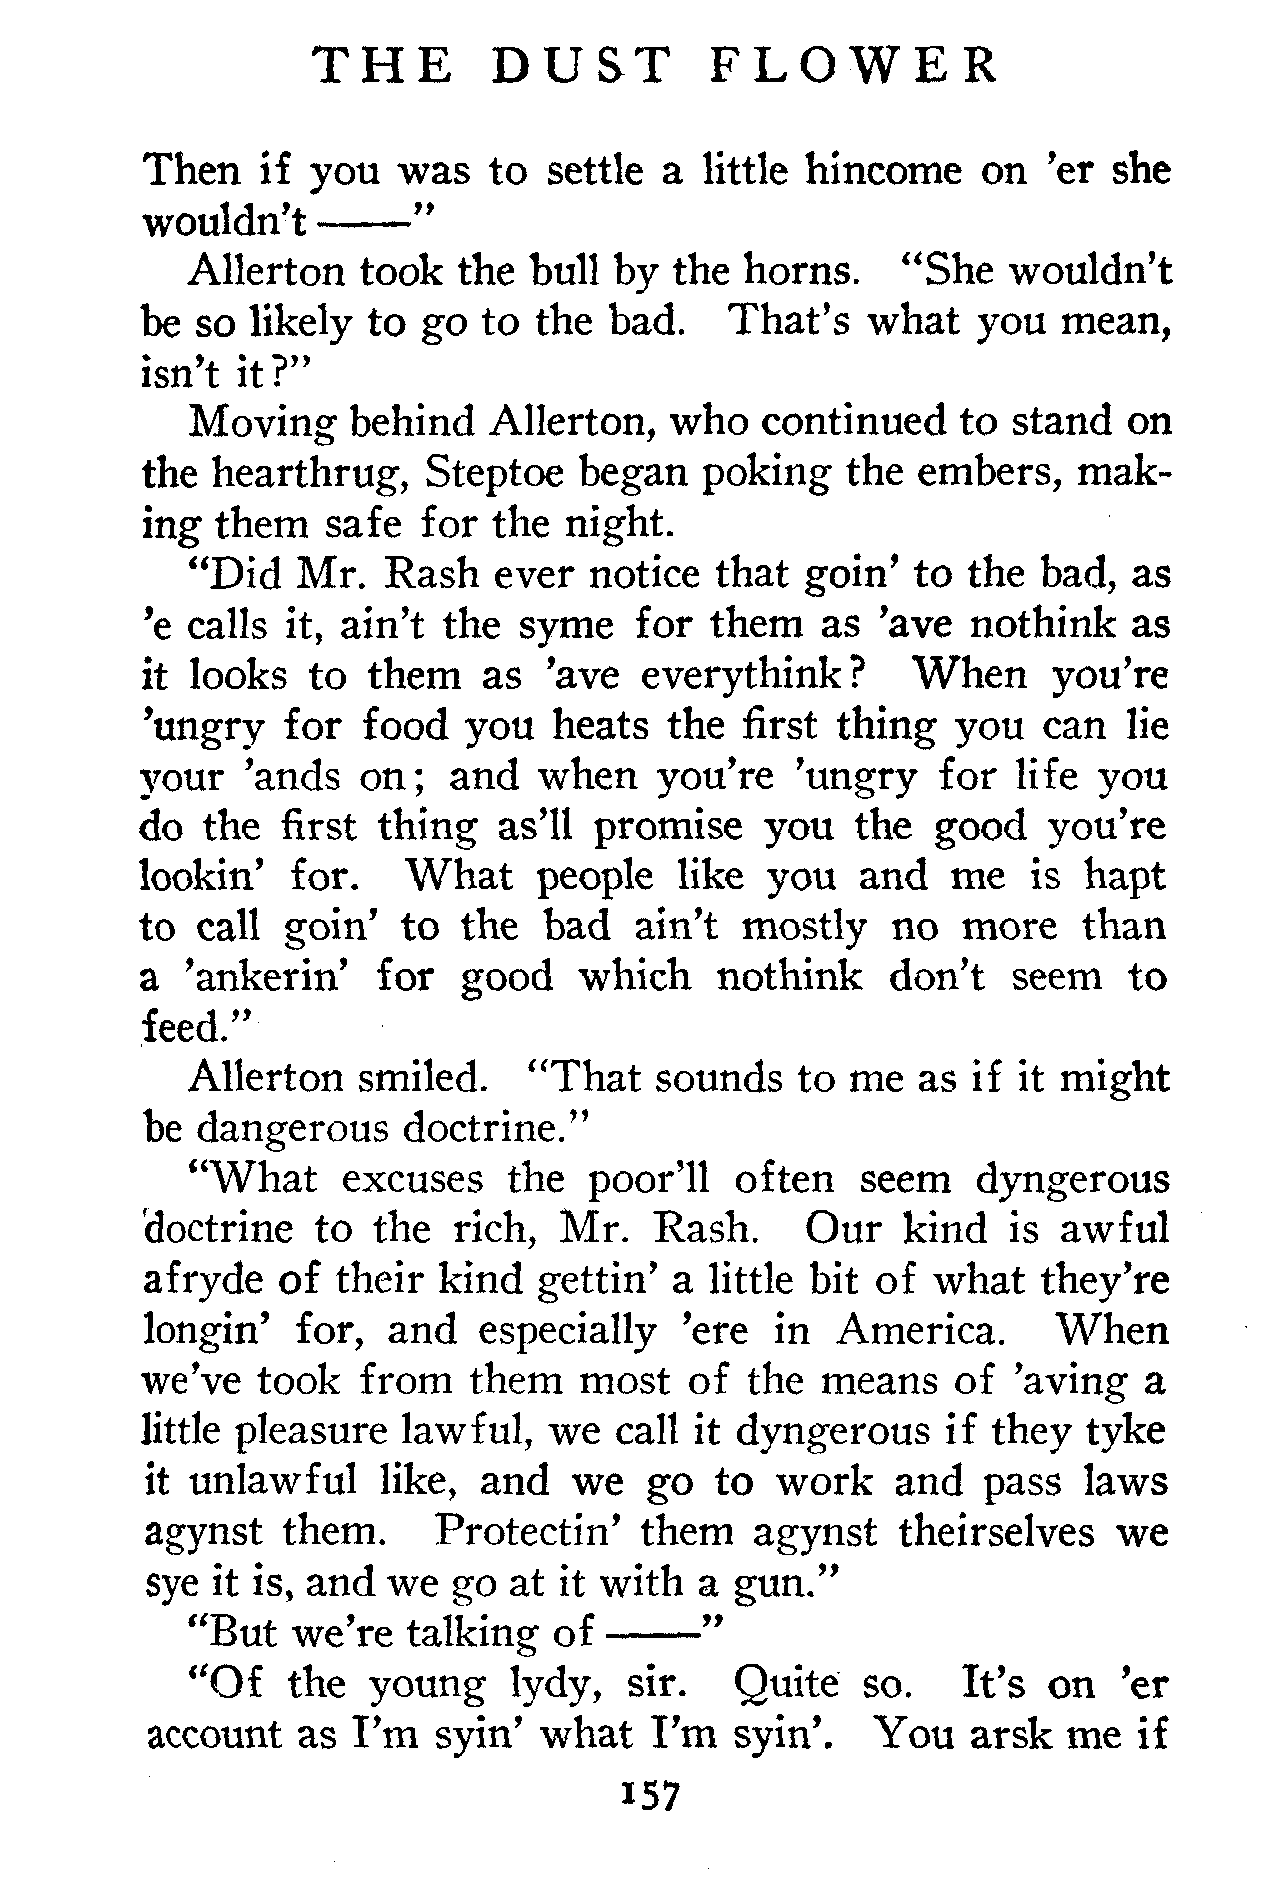 THE DUST FLOWER
Then if you was to settle a little hincome on 'er she
wouldn't ——"
Allerton took the bull by the horns. "She wouldn't
be so likely to go to the bad. That's what you mean,
isn't it?"
Moving behind Allerton, who continued to stand on
the hearthrug, Steptoe began poking the embers, mak-
ing them safe for the night.
"Did Mr. Rash ever notice that goin' to the bad, as
'e calls it, ain't the syme for them as 'ave nothink as
it looks to them as 'ave everythink? When you're
'ungry for food you heats the first thing you can lie
your 'ands on; and when you're 'ungry for life you
do the first thing as'll promise you the good you're
lookin' for. What people like you and me is hapt
to call goin' to the bad ain't mostly no more than
a 'ankerin' for good which nothink don't seem to
feed."
Allerton smiled. "That sounds to me as if it might
be dangerous doctrine."
"What excuses the poor'll often seem dyngerous
doctrine to the rich, Mr. Rash. Our kind is awful
afryde of their kind gettin' a little bit of what they're
longin' for, and especially 'ere in America. When
we've took from them most of the means of 'aving a
little pleasure lawful, we call it dyngerous if they tyke
it unlawful like, and we go to work and pass laws
agynst them. Protectin' them agynst theirselves we
sye it is, and we go at it with a gun."
"But we're talking of ——"
"Of the young lydy, sir. Quite so. It's on 'er
account as I'm syin' what I'm syin'. You arsk me if
157